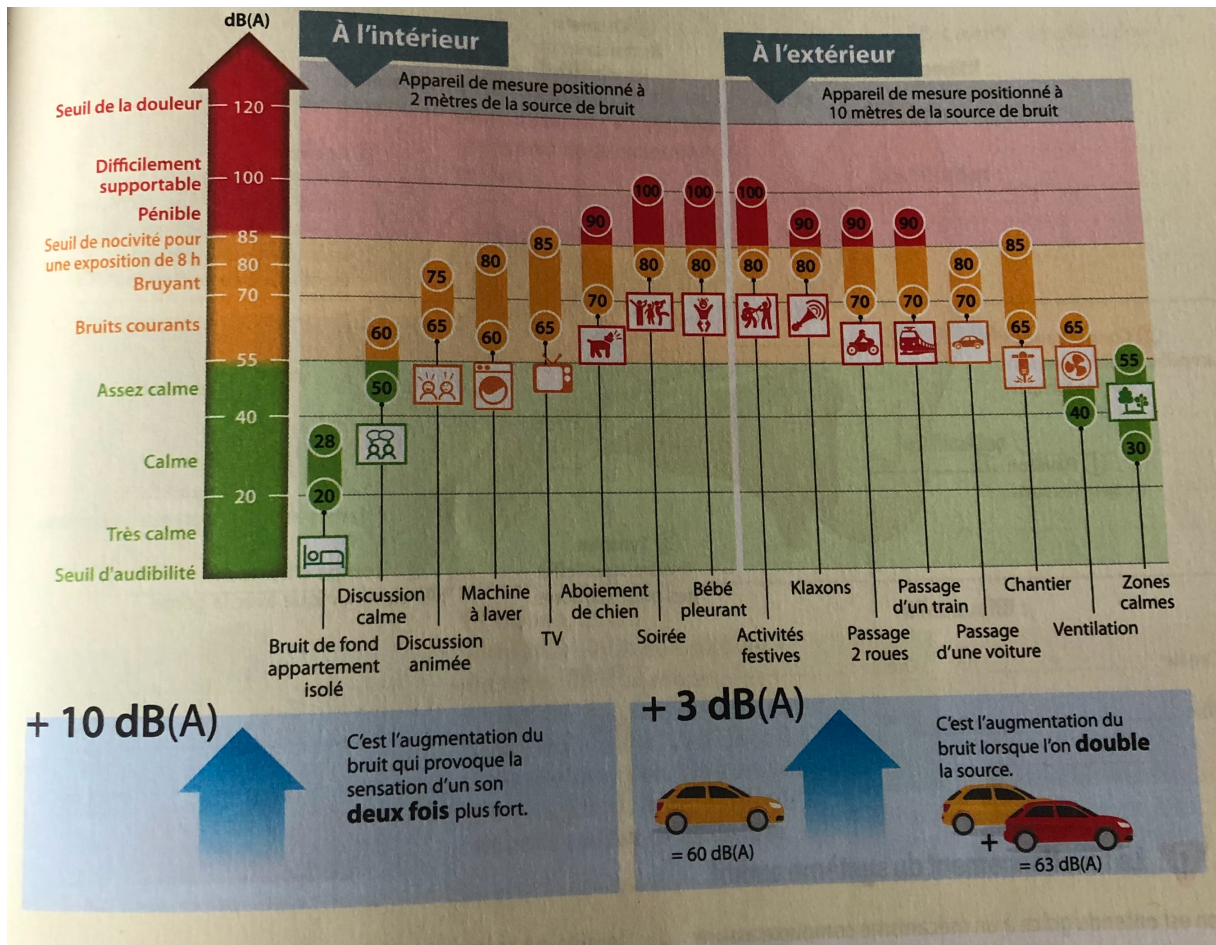 dB(A)
À l'intérieur
À l'extérieur
Appareil de mesure positionné à
2 mètres de la source de bruit
Appareil de mesure positionné à
10 mètres de la source de bruit
Seuil de la douleur
120
Difficilement
supportable
100
Pénible
Seuil de nocivité pour
une exposition de 8 h
85
80
Bruyant
70
Bruits courants
55
Assez calme
40
Calme
20
Très calme
Seuil d'audibilité
28
20
60
50
75
65
80
60
85
65
90
70
100
80
100
80
100
80
90
80
90
70
90
70
80
70
85
65
65
40
55
30
Bruit de fond
appartement
isolé
Discussion
calme
Discussion
animée
Machine
à laver
TV
Aboiement
de chien
Soirée
Bébé
pleurant
Activités
festives
Klaxons
Passage
2 roues
Passage
d'un train
Passage
d'une voiture
Chantier
Ventilation
Zones
calmes
+ 10 dB(A)
C'est l'augmentation du
bruit qui provoque la
sensation d'un son
deux fois plus fort.
+ 3 dB(A)
= 60 dB(A)
C'est l'augmentation du
bruit lorsque l'on double
la source.
+
= 63 dB(A)